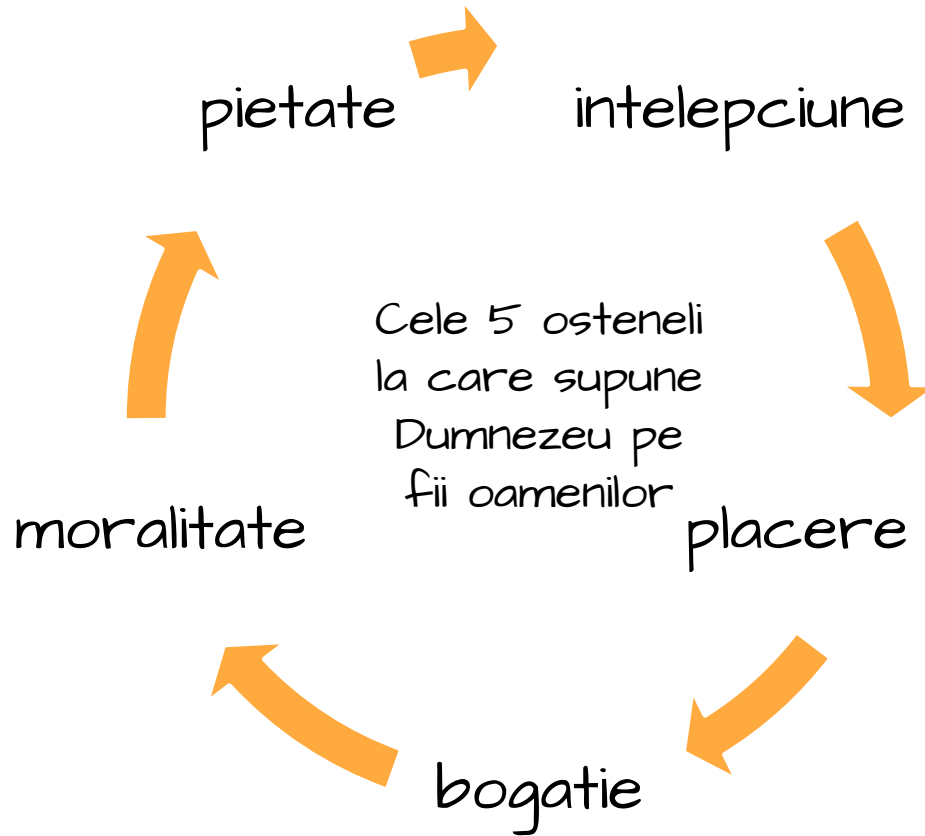 pietate
intelepciune
Cele 5 osteneli
la care supune
Dumnezeu pe
fii oamenilor
moralitate
placere
bogatie